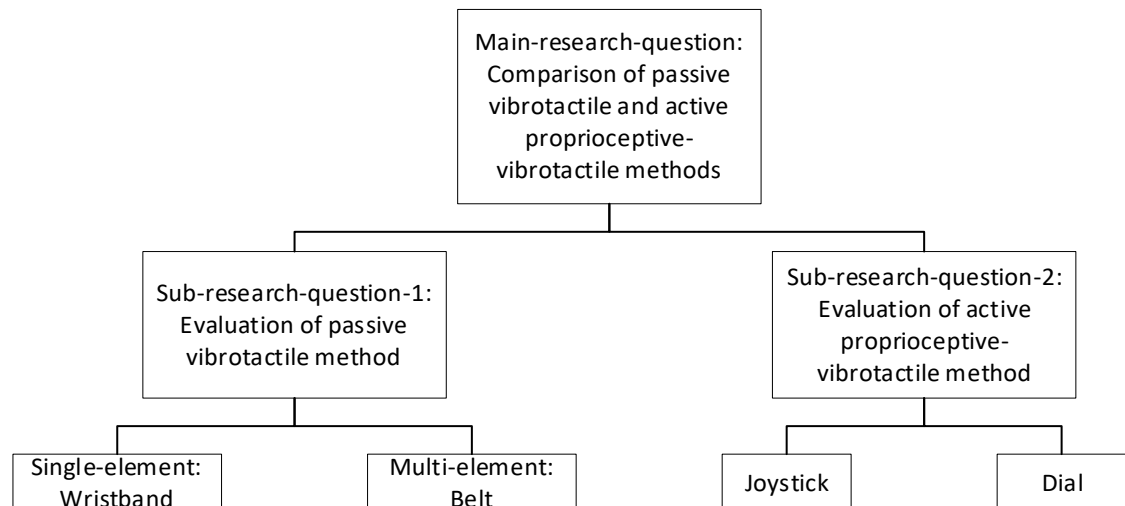 Main-research-question:
Comparison of passive
vibrotactile and active
proprioceptive-
vibrotactile methods
Sub-research-question-1:
Evaluation of passive
vibrotactile method
Sub-research-question-2:
Evaluation of active
proprioceptive-
vibrotactile method
Single-element:
Wristband
Multi-element:
Belt
Joystick
Dial